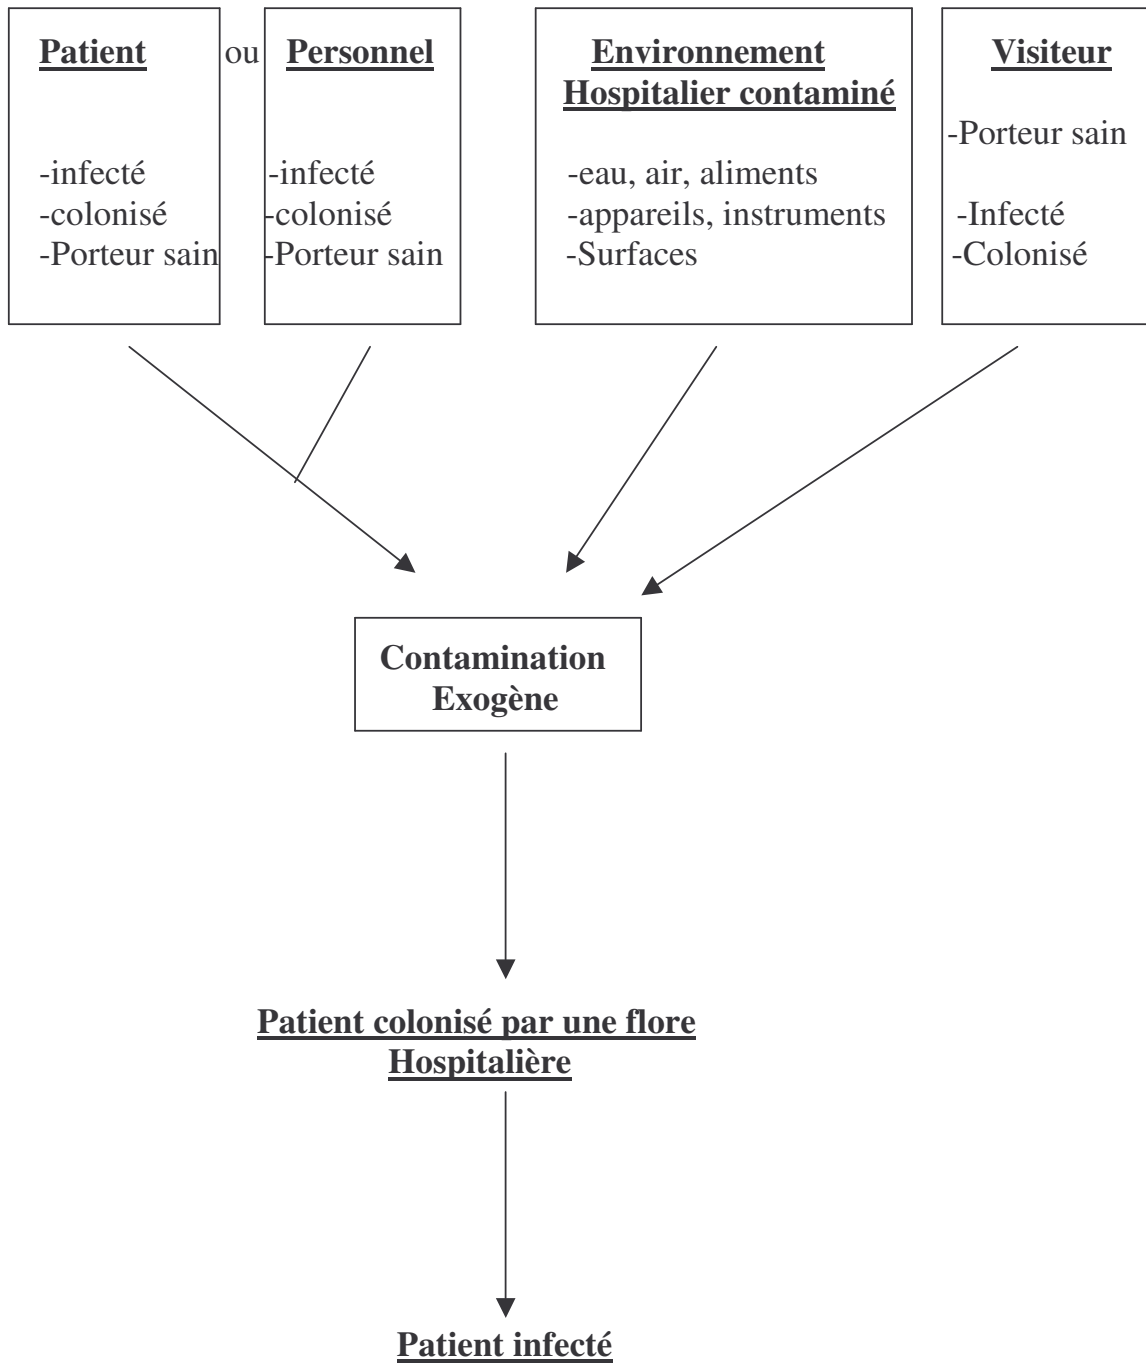 Patient
-infecté
-colonisé
-Porteur sain
ou
Personnel
-infecté
-colonisé
-Porteur sain
Environnement
Hospitalier contaminé
-eau, air, aliments
-appareils, instruments
-Surfaces
Visiteur
-Porteur sain
-Infecté
-Colonisé
Contamination
Exogène
Patient colonisé par une flore
Hospitalière
Patient infecté